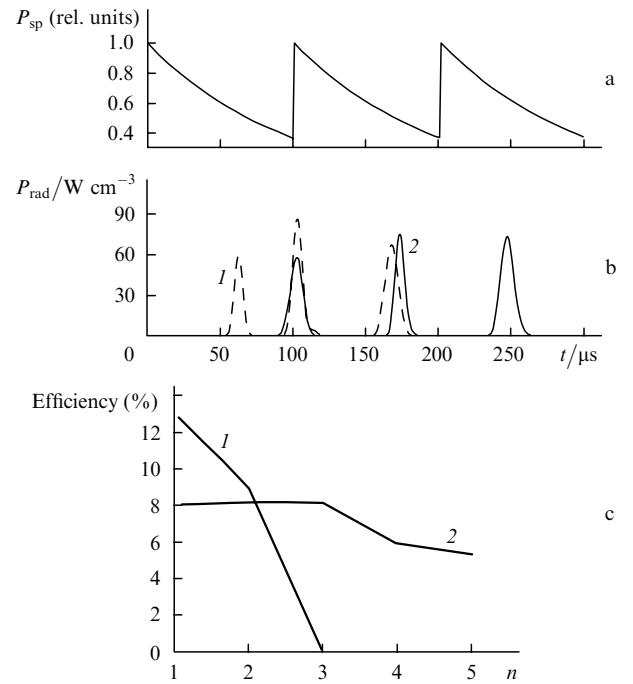 P_sp (rel. units)
1.0
0.8
0.6
0.4
a
P_rad/W cm⁻³
90
60
30
1
2
b
0 50 100 150 200 250 t/μs
Efficiency (%)
12
10
8
6
4
2
0
1
2
c
1 2 3 4 5 n